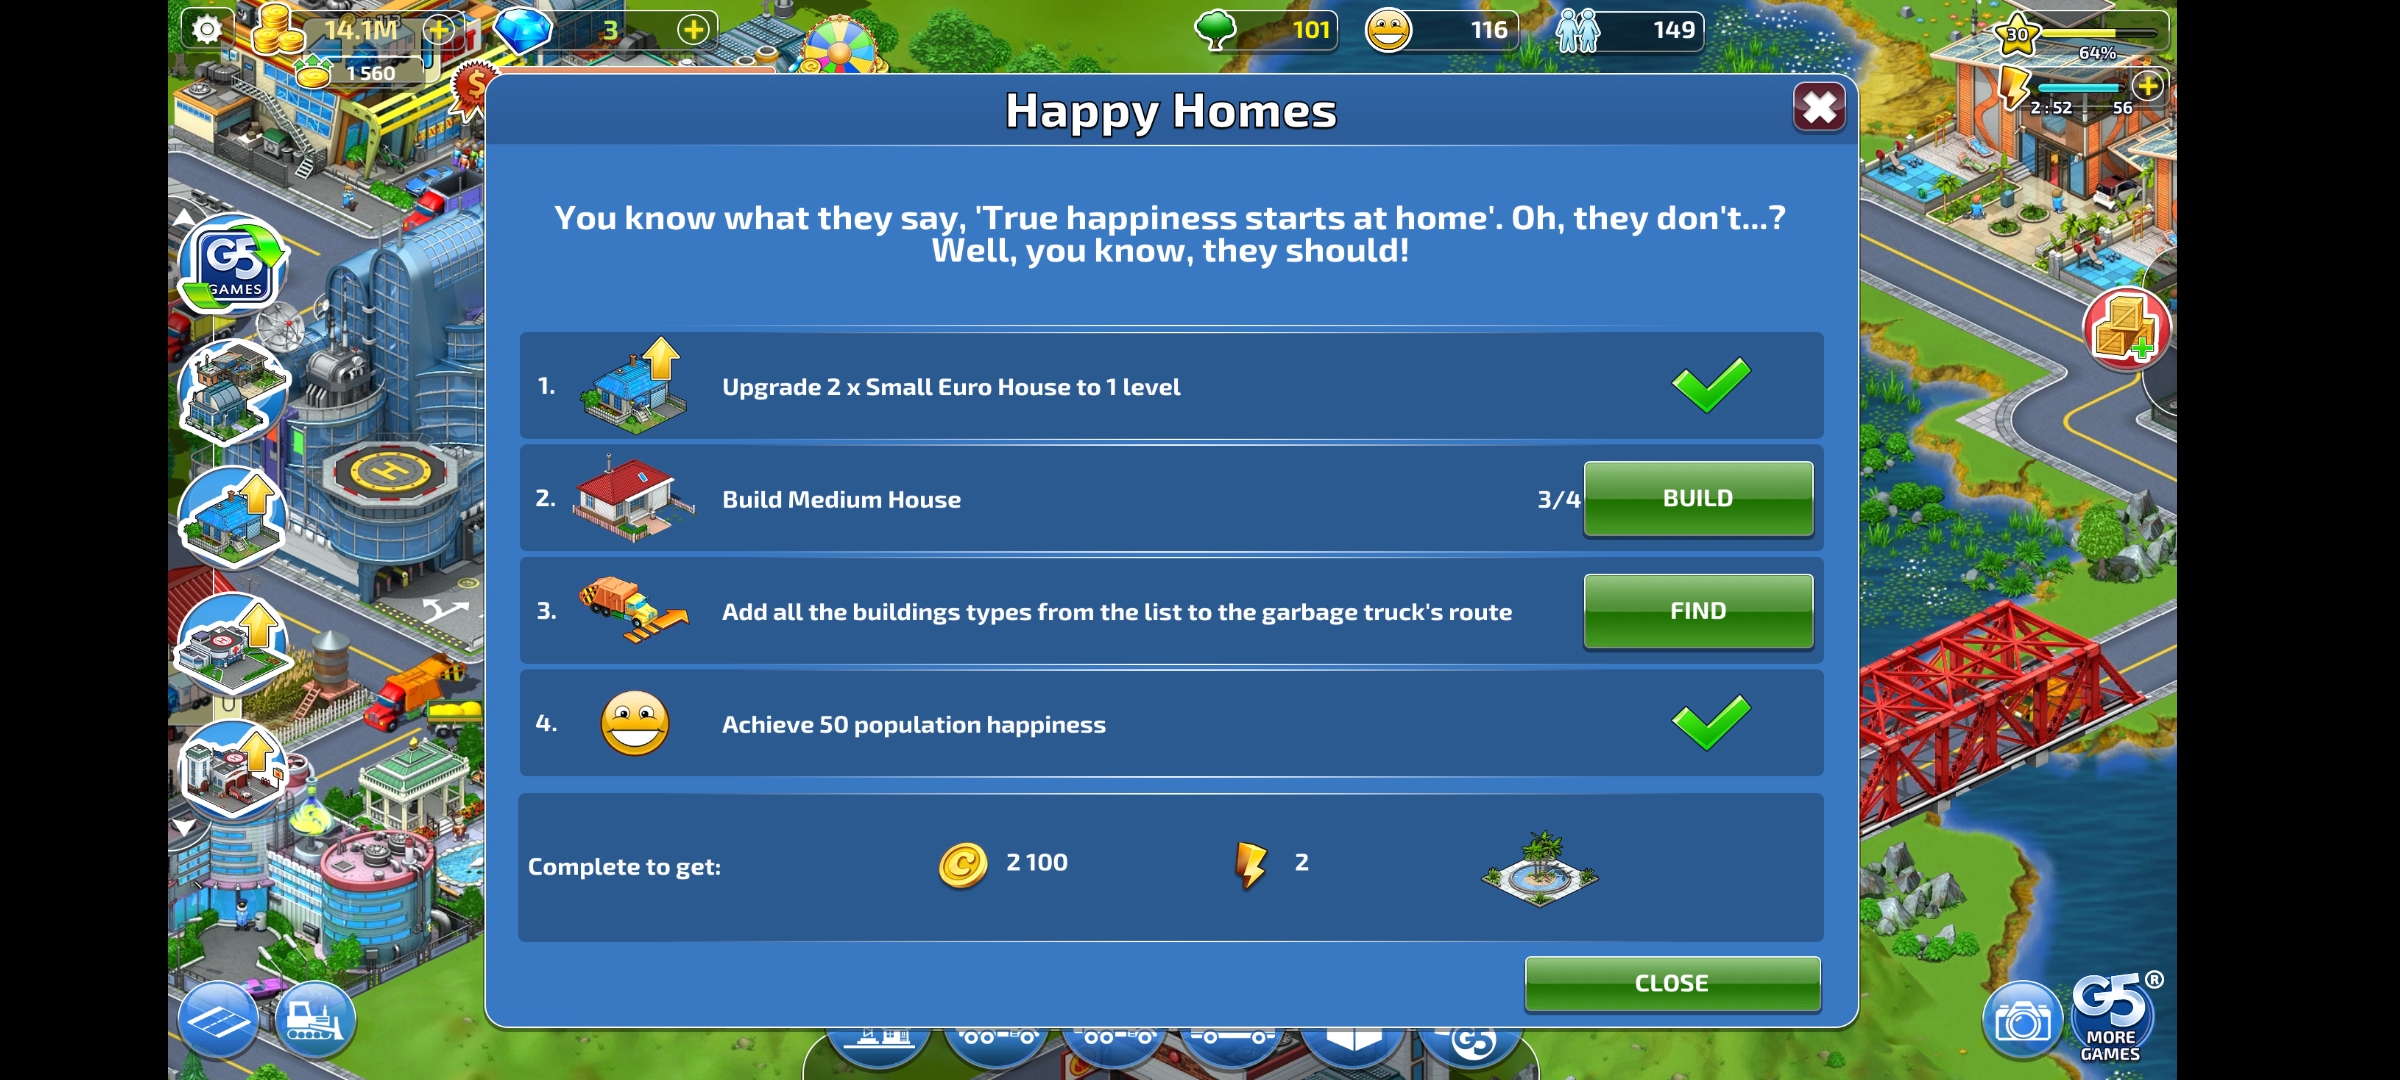 14.1M
3
101
116
149
30
64%
1 560
2:52 56
Happy Homes
You know what they say, 'True happiness starts at home'. Oh, they don't...?
Well, you know, they should!
G5
GAMES
1. Upgrade 2 x Small Euro House to 1 level
2. Build Medium House 3/4 BUILD
3. Add all the buildings types from the list to the garbage truck's route FIND
4. Achieve 50 population happiness
Complete to get: 2 100 2
CLOSE
G5
G5®
MORE
GAMES